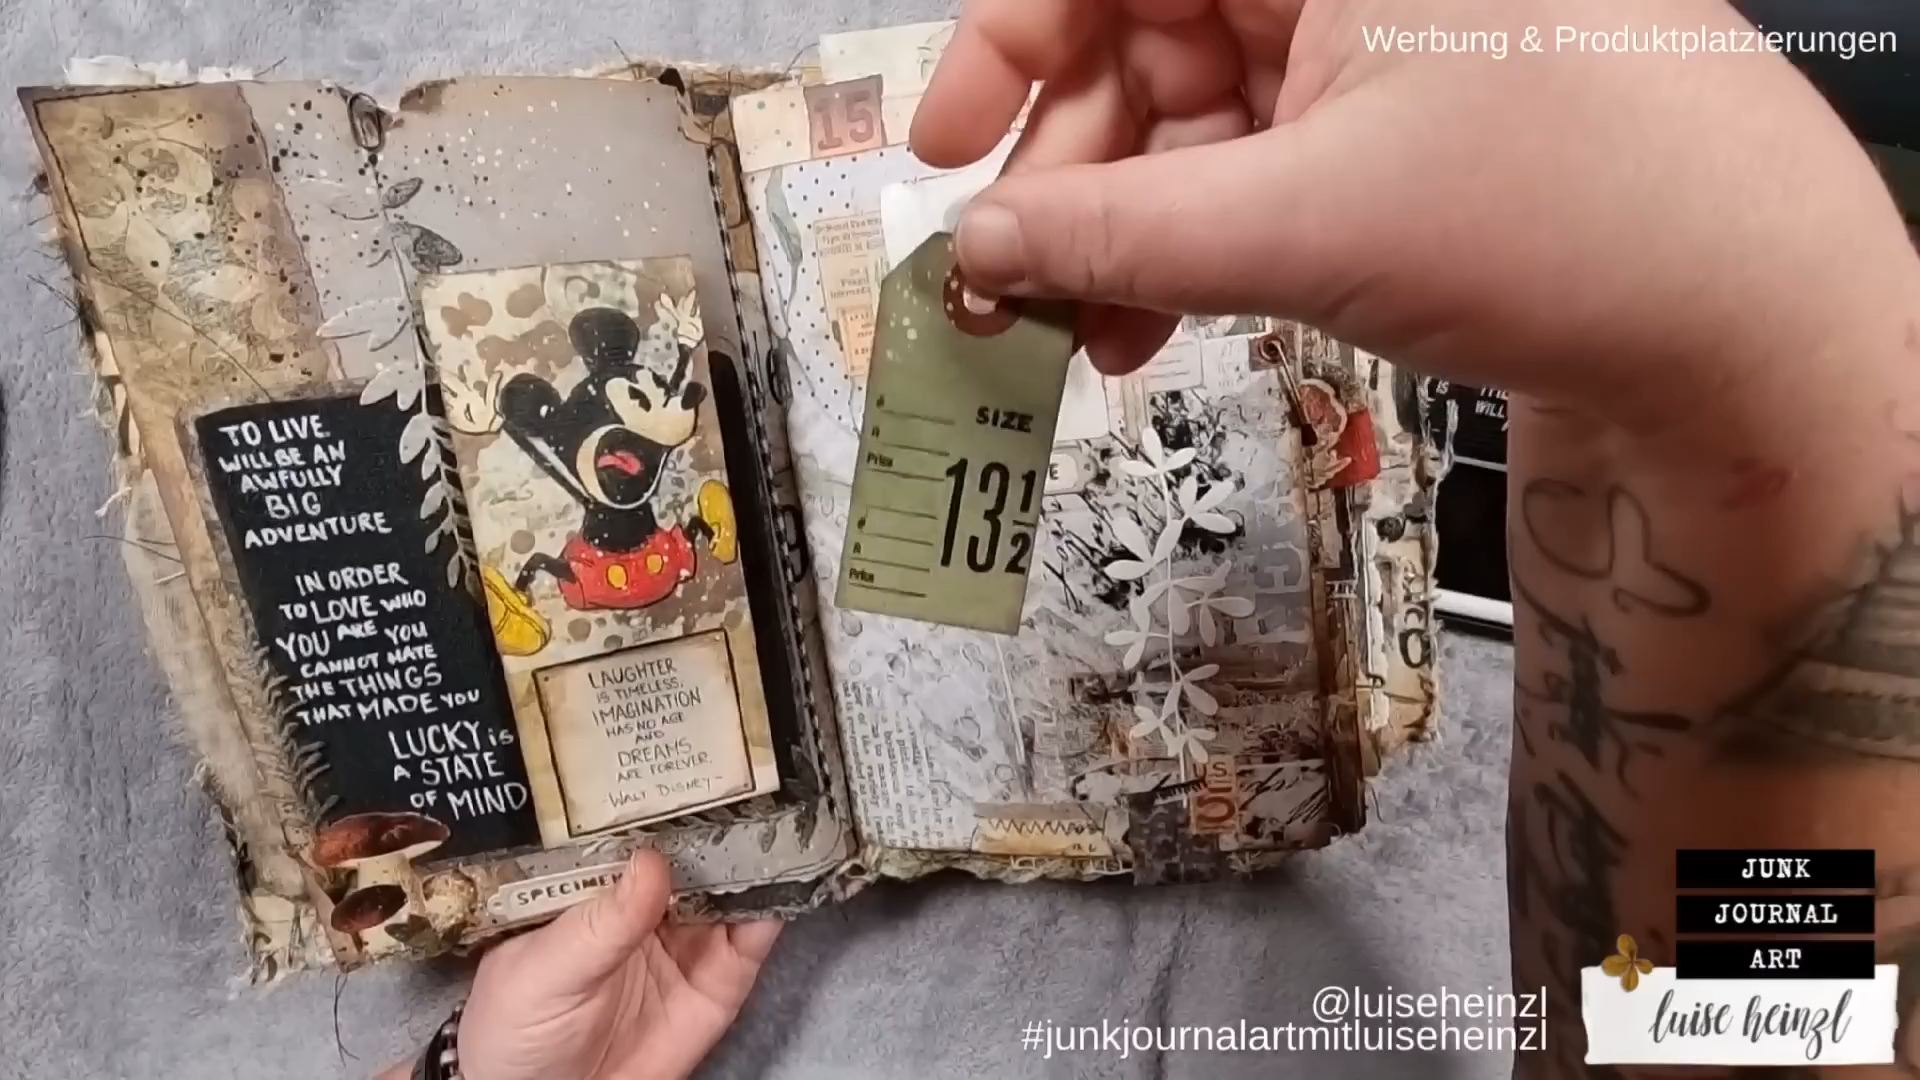 Werbung & Produktplatzierungen
15
TO LIVE
WILL BE AN
AWFULLY
BIG
ADVENTURE
IN ORDER
TO LOVE WHO
YOU ARE YOU
CANNOT HATE
THE THINGS
THAT MADE YOU
LUCKY is
A STATE
OF MIND
LAUGHTER
IS TIMELESS,
IMAGINATION
HAS NO AGE
AND
DREAMS
ARE FOREVER.
-WALT DISNEY-
SPECIMEN
SIZE
Price
13 1/2
Price
IS
WILL
JUNK
JOURNAL
ART
luise heinzl
@luiseheinzl
#junkjournalartmitluiseheinzl